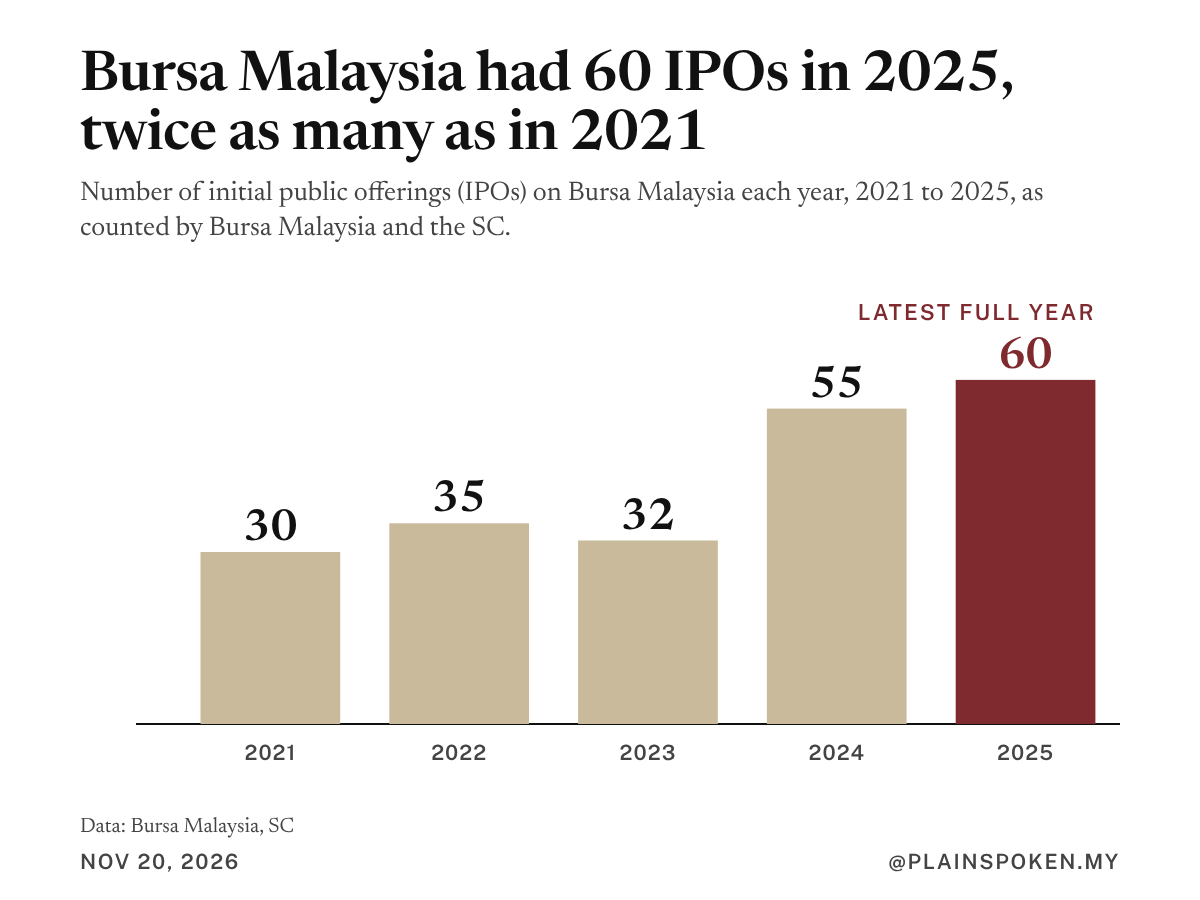 Bursa Malaysia had 60 IPOs in 2025,
twice as many as in 2021
Number of initial public offerings (IPOs) on Bursa Malaysia each year, 2021 to 2025, as
counted by Bursa Malaysia and the SC.
LATEST FULL YEAR
30
35
32
55
60
2021
2022
2023
2024
2025
Data: Bursa Malaysia, SC
NOV 20, 2026
@PLAINSPOKEN.MY